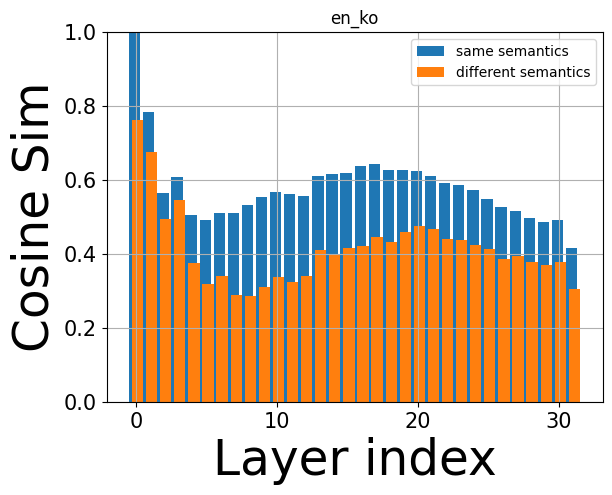 en_ko
same semantics
different semantics
1.0
0.8
0.6
0.4
0.2
0.0
Cosine Sim
0 10 20 30
Layer index